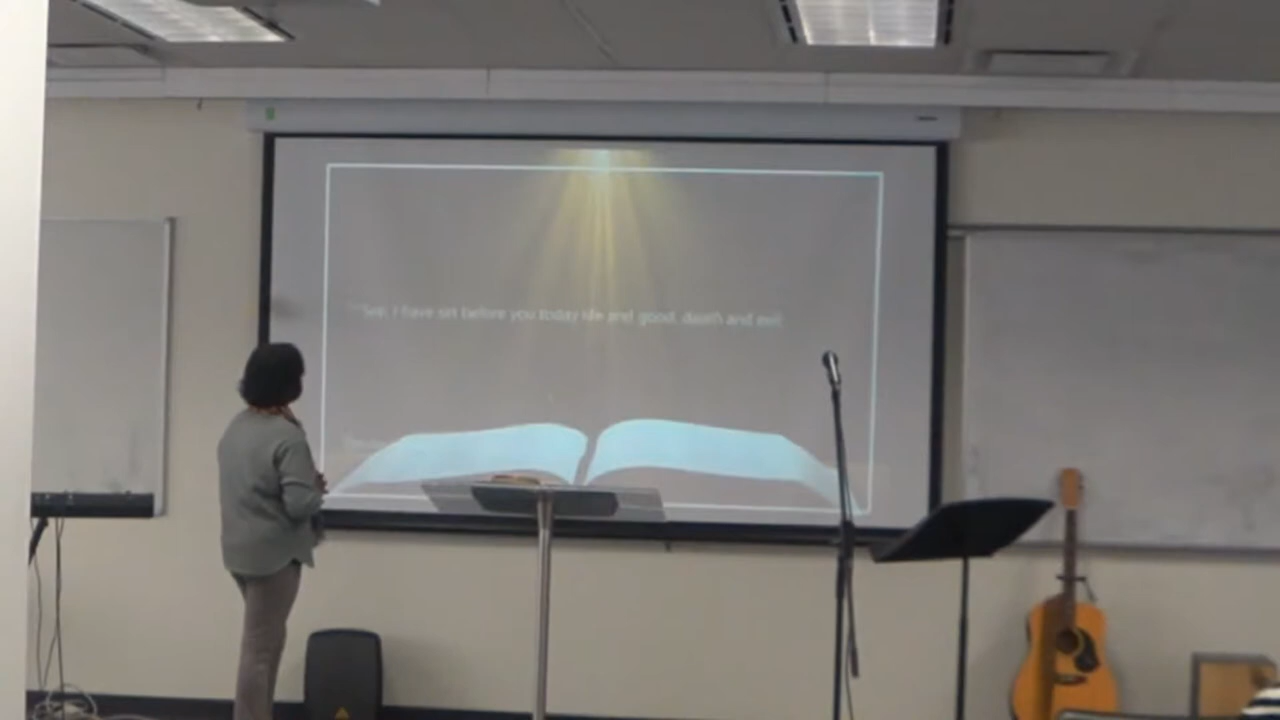 "See, I have set before you today life and good, death and evil.